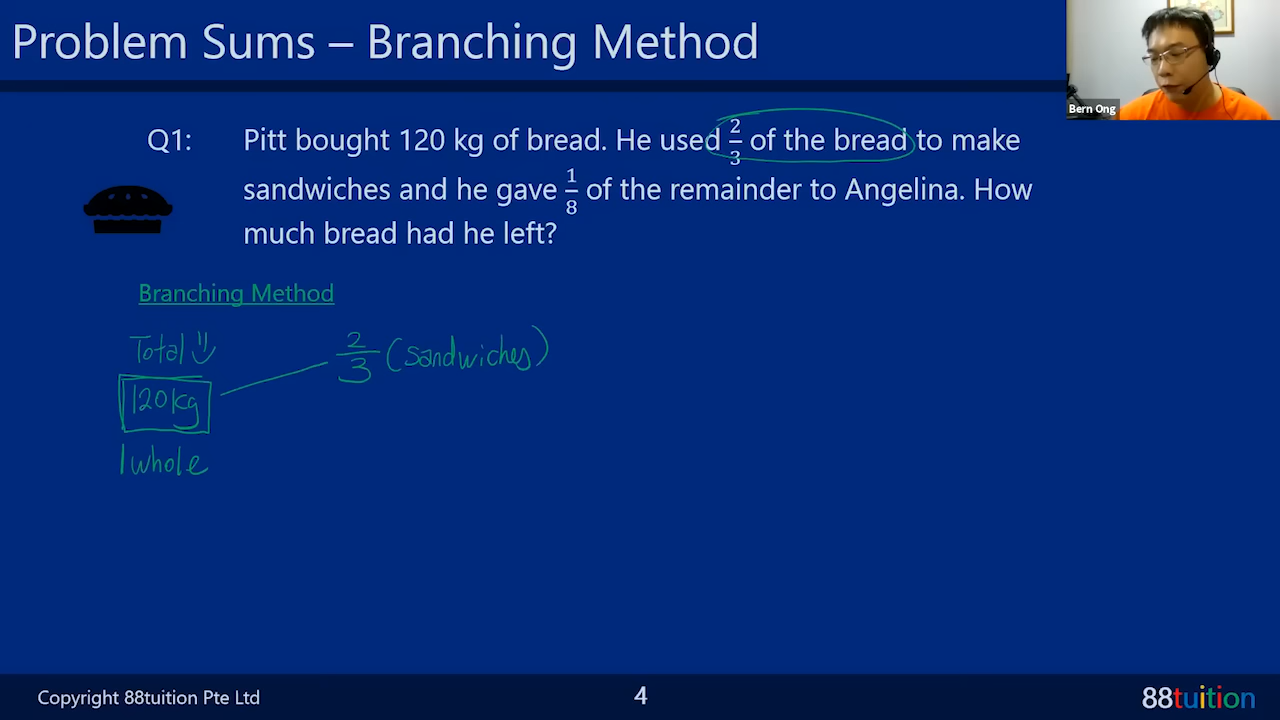 Problem Sums – Branching Method
Bern Ong
Q1: Pitt bought 120 kg of bread. He used 2/3 of the bread to make
sandwiches and he gave 1/8 of the remainder to Angelina. How
much bread had he left?
Branching Method
Total
120kg
1 whole
2/3 (sandwiches)
Copyright 88tuition Pte Ltd
4
88tuition